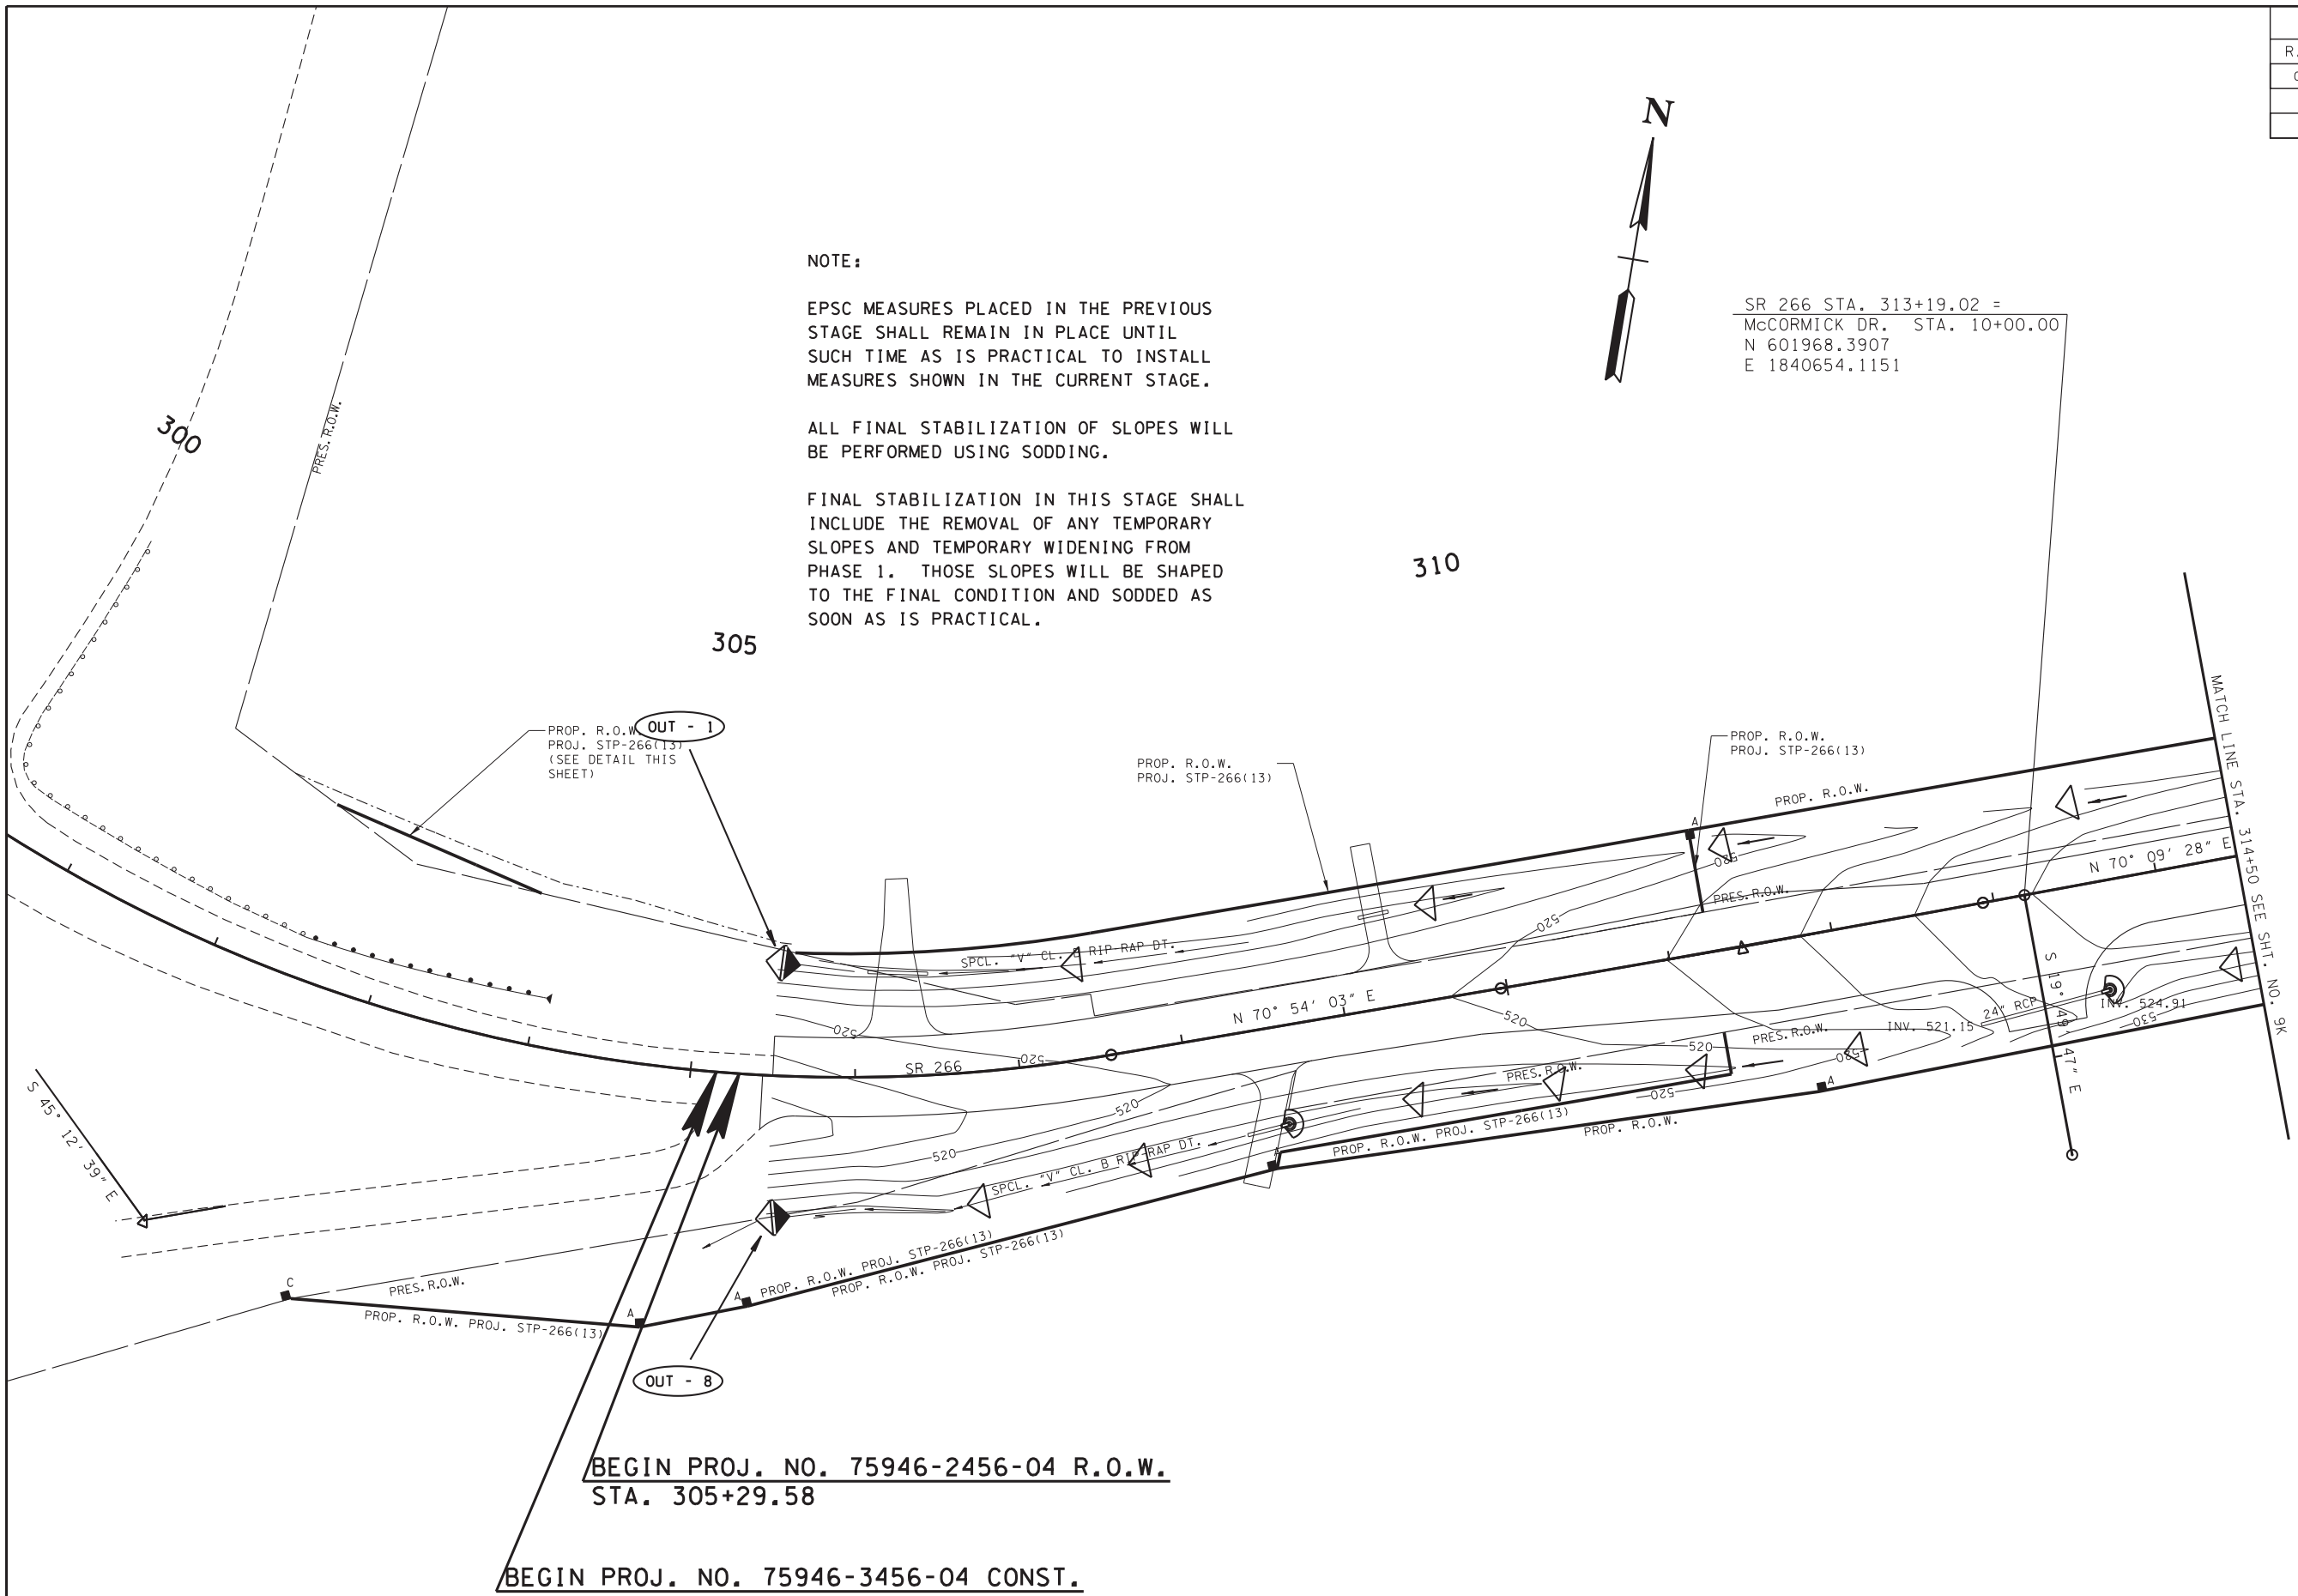 N
NOTE:
EPSC MEASURES PLACED IN THE PREVIOUS
STAGE SHALL REMAIN IN PLACE UNTIL
SUCH TIME AS IS PRACTICAL TO INSTALL
MEASURES SHOWN IN THE CURRENT STAGE.
ALL FINAL STABILIZATION OF SLOPES WILL
BE PERFORMED USING SODDING.
FINAL STABILIZATION IN THIS STAGE SHALL
INCLUDE THE REMOVAL OF ANY TEMPORARY
SLOPES AND TEMPORARY WIDENING FROM
PHASE 1. THOSE SLOPES WILL BE SHAPED
TO THE FINAL CONDITION AND SODDED AS
SOON AS IS PRACTICAL.
SR 266 STA. 313+19.02 =
McCORMICK DR. STA. 10+00.00
N 601968.3907
E 1840654.1151
300
PRES. R.O.W.
305
310
PROP. R.O.W.
PROJ. STP-266(13)
(SEE DETAIL THIS
SHEET)
OUT - 1
PROP. R.O.W.
PROJ. STP-266(13)
PROP. R.O.W.
PROJ. STP-266(13)
PROP. R.O.W.
MATCH LINE STA. 314+50 SEE SHT. NO. 9K
A
520
PRES. R.O.W.
N 70° 09' 28" E
520
SPCL. "V" CL. B RIP-RAP DT.
N 70° 54' 03" E
520
520
520
SR 266
S 19° 49' 47" E
24" RCP
INV. 524.91
INV. 521.15
530
520
PRES. R.O.W.
520
PRES. R.O.W.
520
A
520
520
SPCL. "V" CL. B RIP-RAP DT.
A
PROP. R.O.W. PROJ. STP-266(13)
PROP. R.O.W.
S 45° 12' 39" E
PROP. R.O.W. PROJ. STP-266(13)
PROP. R.O.W. PROJ. STP-266(13)
C
PRES. R.O.W.
PROP. R.O.W. PROJ. STP-266(13)
A
A
OUT - 8
BEGIN PROJ. NO. 75946-2456-04 R.O.W.
STA. 305+29.58
BEGIN PROJ. NO. 75946-3456-04 CONST.